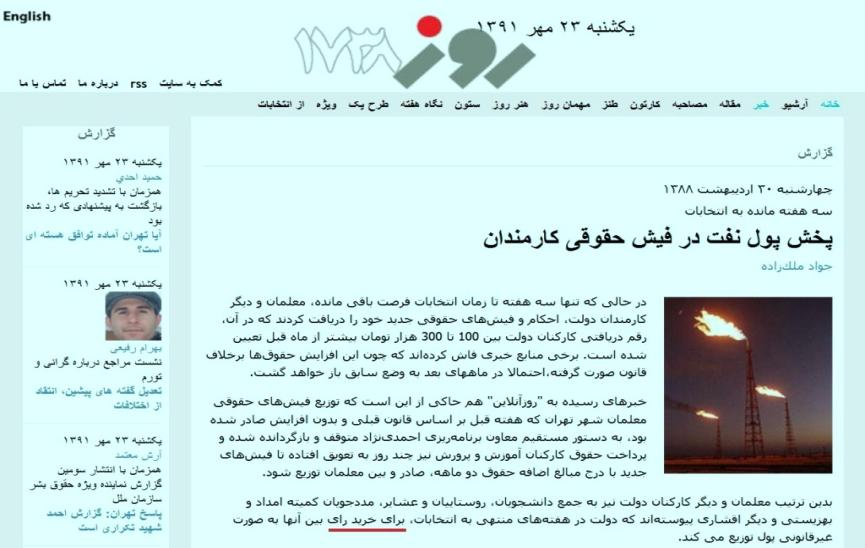 English
یکشنبه ۲۳ مهر ۱۳۹۱
روز
۱۷۳۸
کمک به سایت rss درباره ما تماس با ما
خانه آرشیو خبر مقاله مصاحبه کارتون طنز مهمان روز هنر روز ستون نگاه هفته طرح یک ویژه از انتخابات
گزارش
چهارشنبه ۳۰ اردیبهشت ۱۳۸۸
سه هفته مانده به انتخابات
پخش پول نفت در فیش حقوقی کارمندان
جواد ملك‌زاده
در حالی که تنها سه هفته تا زمان انتخابات فرصت باقی مانده، معلمان و دیگر
کارمندان دولت، احکام و فیش‌های حقوقی جدید خود را دریافت کردند که در آن،
رقم دریافتی کارکنان دولت بین 100 تا 300 هزار تومان بیشتر از ماه قبل تعیین
شده است. برخی منابع خبری فاش کرده‌اند که چون این افزایش حقوق‌ها برخلاف
قانون صورت گرفته،احتمالا در ماههای بعد به وضع سابق باز خواهد گشت.
خبرهای رسیده به "روزآنلاین" هم حاکی از این است که توزیع فیش‌های حقوقی
معلمان شهر تهران که هفته قبل بر اساس قانون قبلی و بدون افزایش صادر شده
بود، به دستور مستقیم معاون برنامه‌ریزی احمدی‌نژاد متوقف و بازگردانده شده و
پرداخت حقوق کارکنان آموزش و پرورش نیز چند روز به تعویق افتاده تا فیش‌های
جدید با درج مبالغ اضافه حقوق دو ماهه، صادر و بین معلمان توزیع شود.
بدین ترتیب معلمان و دیگر کارکنان دولت نیز به جمع دانشجویان، روستاییان و عشایر، مددجویان کمیته امداد و
بهزیستی و دیگر اقشاری پیوسته‌اند که دولت در هفته‌های منتهی به انتخابات، برای خرید رای بین آنها به صورت
غیرقانونی پول توزیع می کند.
گزارش
یکشنبه ۲۳ مهر ۱۳۹۱
حمید احدي
همزمان با تشدید تحریم ها،
بازگشت به پیشنهادی که رد شده
بود
آیا تهران آماده توافق هسته ای
است؟
یکشنبه ۲۳ مهر ۱۳۹۱
بهرام رفیعی
نشست مراجع درباره گرانی و
تورم
تعدیل گفته های پیشین، انتقاد
از اختلافات
یکشنبه ۲۳ مهر ۱۳۹۱
آرش معتمد
همزمان با انتشار سومین
گزارش نماینده ویژه حقوق بشر
سازمان ملل
پاسخ تهران: گزارش احمد
شهید تکراری است